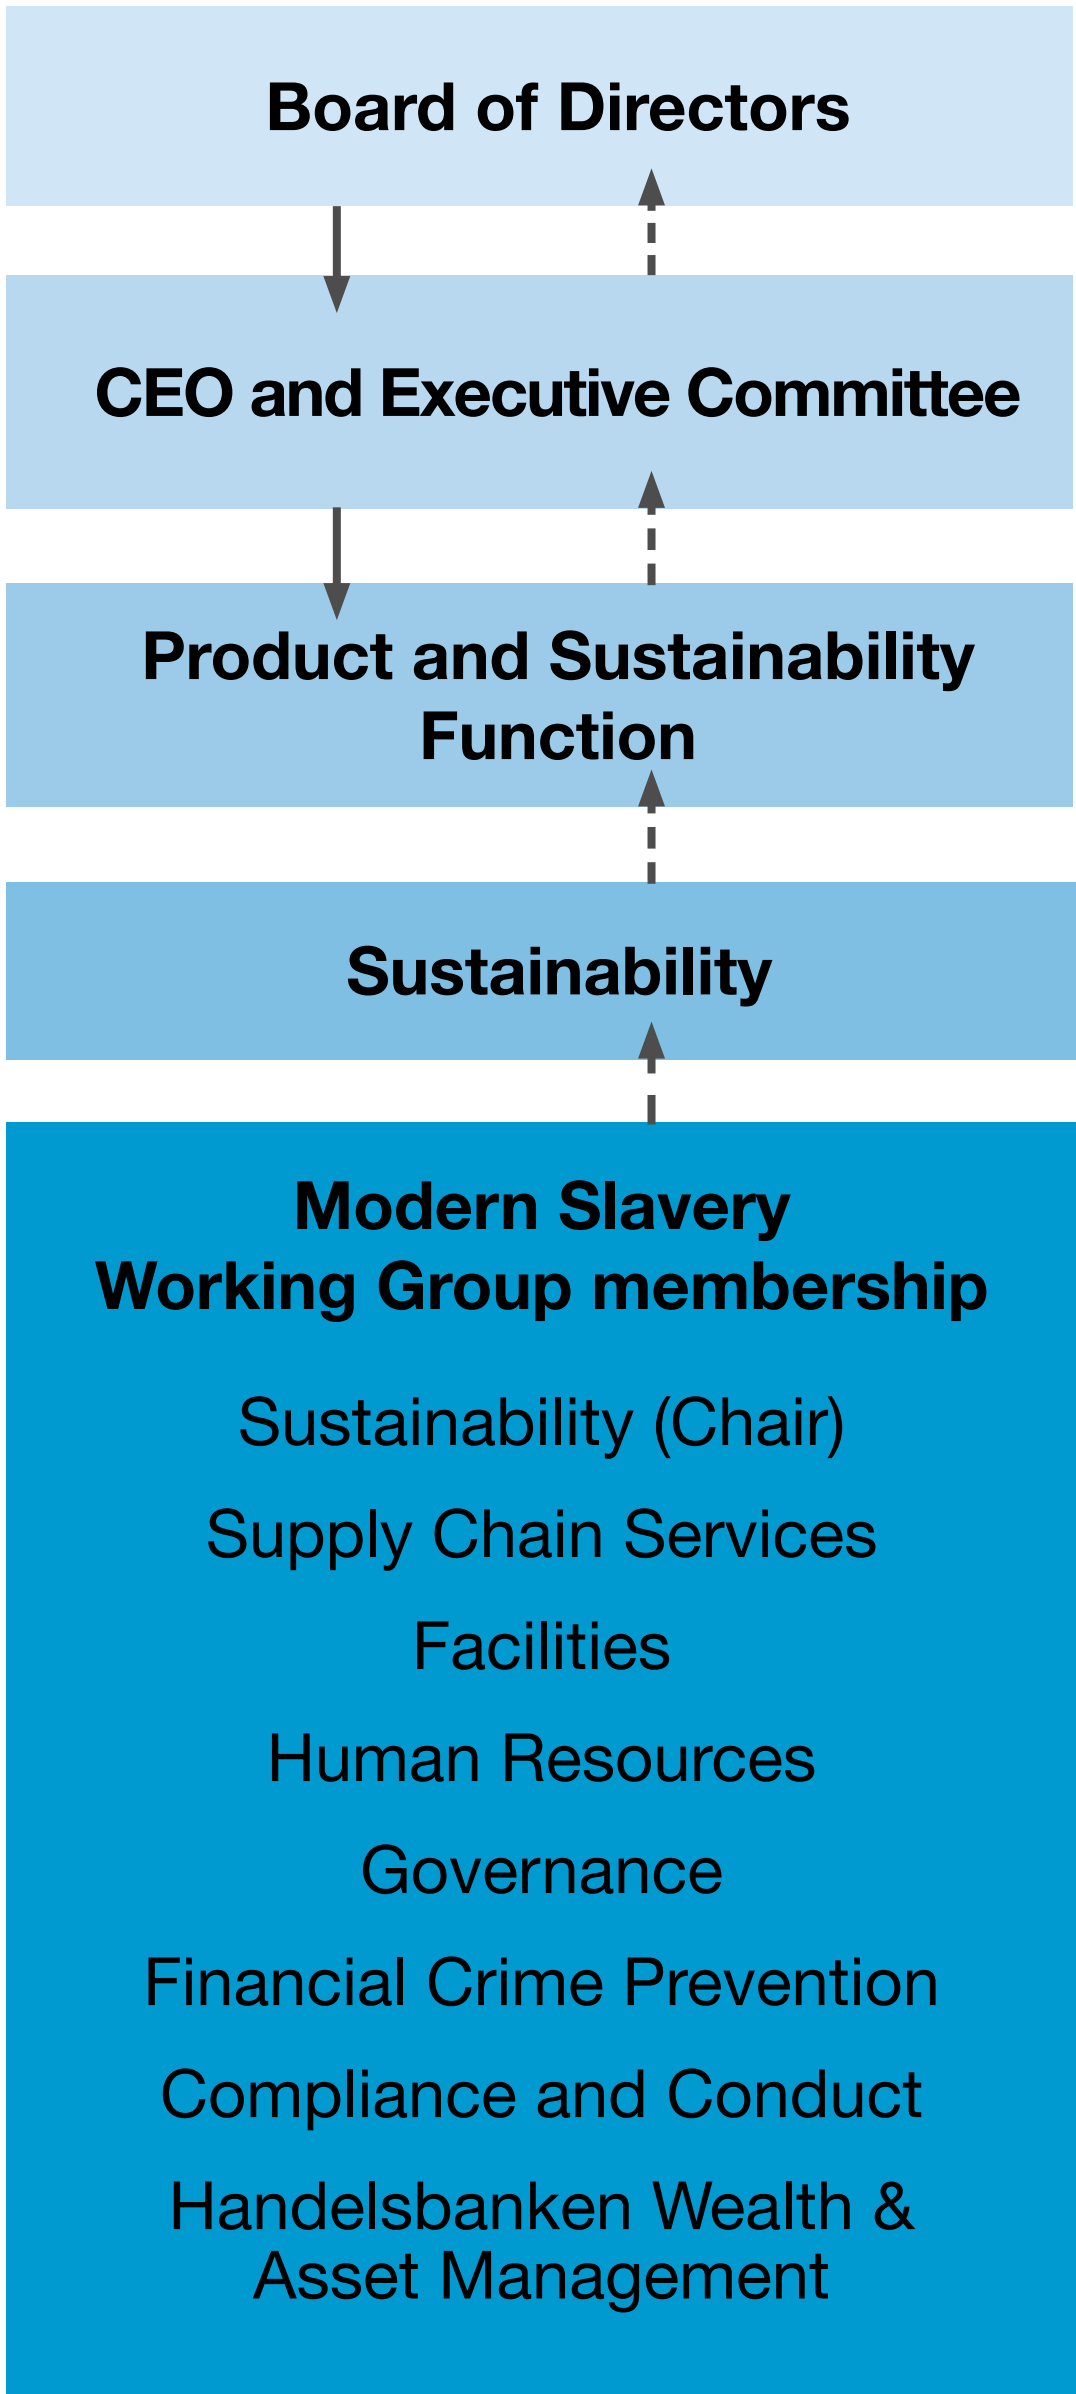 Board of Directors
CEO and Executive Committee
Product and Sustainability
Function
Sustainability
Modern Slavery
Working Group membership
Sustainability (Chair)
Supply Chain Services
Facilities
Human Resources
Governance
Financial Crime Prevention
Compliance and Conduct
Handelsbanken Wealth &
Asset Management